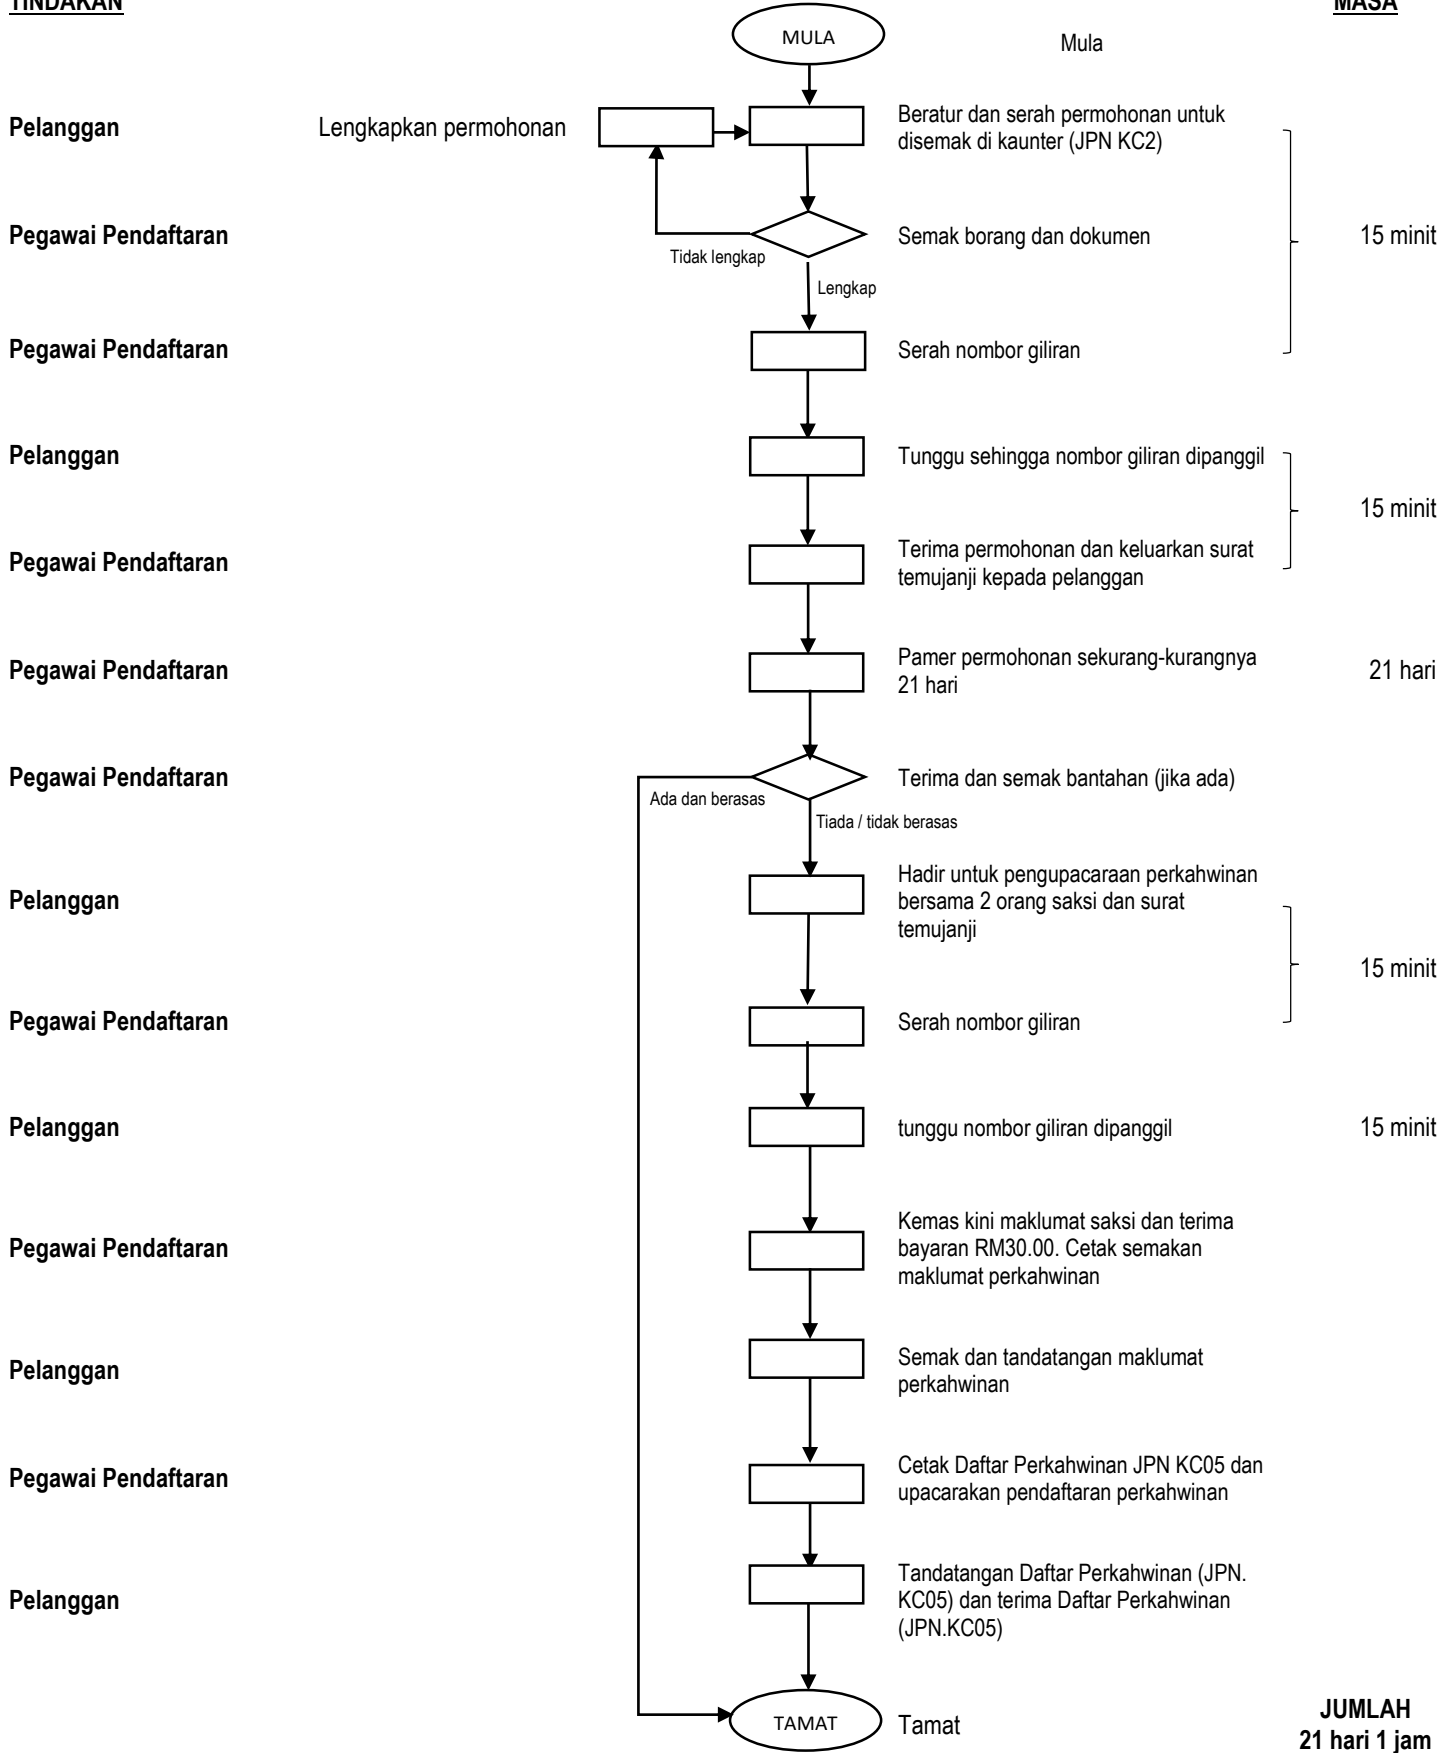 TINDAKAN
MASA
MULA
Mula
Pelanggan
Lengkapkan permohonan
Beratur dan serah permohonan untuk
disemak di kaunter (JPN KC2)
Pegawai Pendaftaran
Tidak lengkap
Semak borang dan dokumen
15 minit
Lengkap
Pegawai Pendaftaran
Serah nombor giliran
Pelanggan
Tunggu sehingga nombor giliran dipanggil
15 minit
Pegawai Pendaftaran
Terima permohonan dan keluarkan surat
temujanji kepada pelanggan
Pegawai Pendaftaran
Pamer permohonan sekurang-kurangnya
21 hari
21 hari
Pegawai Pendaftaran
Ada dan berasas
Terima dan semak bantahan (jika ada)
Tiada / tidak berasas
Pelanggan
Hadir untuk pengupacaraan perkahwinan
bersama 2 orang saksi dan surat
temujanji
15 minit
Pegawai Pendaftaran
Serah nombor giliran
Pelanggan
tunggu nombor giliran dipanggil
15 minit
Pegawai Pendaftaran
Kemas kini maklumat saksi dan terima
bayaran RM30.00. Cetak semakan
maklumat perkahwinan
Pelanggan
Semak dan tandatangan maklumat
perkahwinan
Pegawai Pendaftaran
Cetak Daftar Perkahwinan JPN KC05 dan
upacarakan pendaftaran perkahwinan
Pelanggan
Tandatangan Daftar Perkahwinan (JPN.
KC05) dan terima Daftar Perkahwinan
(JPN.KC05)
TAMAT
Tamat
JUMLAH
21 hari 1 jam